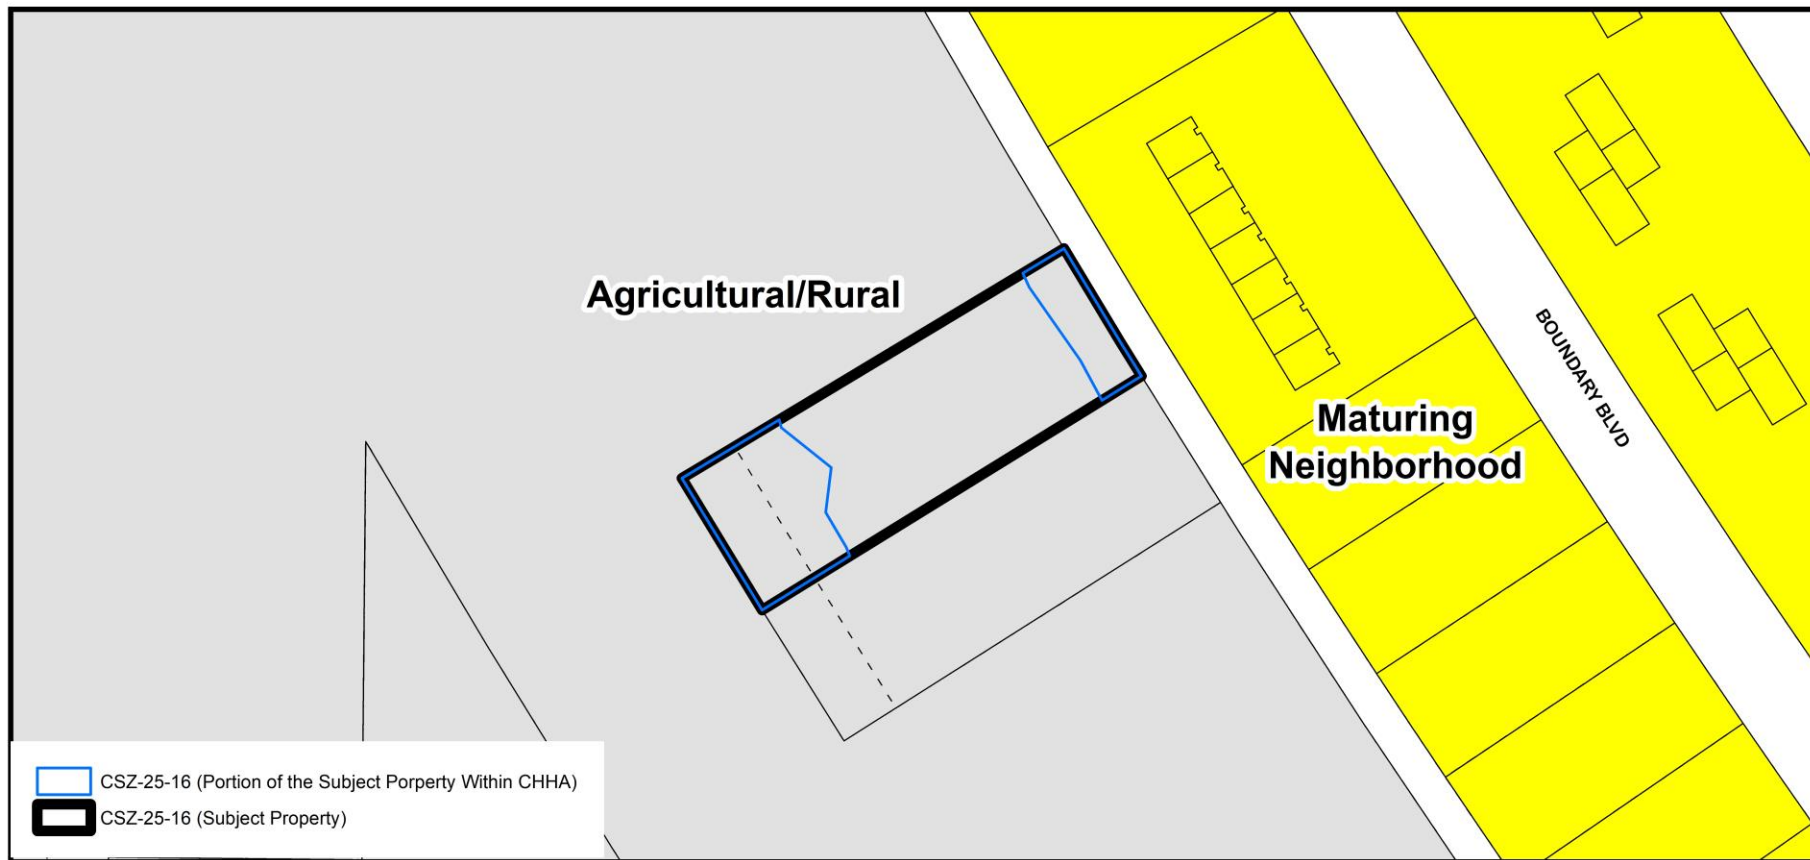 Agricultural/Rural
BOUNDARY BLVD
Maturing
Neighborhood
CSZ-25-16 (Portion of the Subject Porperty Within CHHA)
CSZ-25-16 (Subject Property)